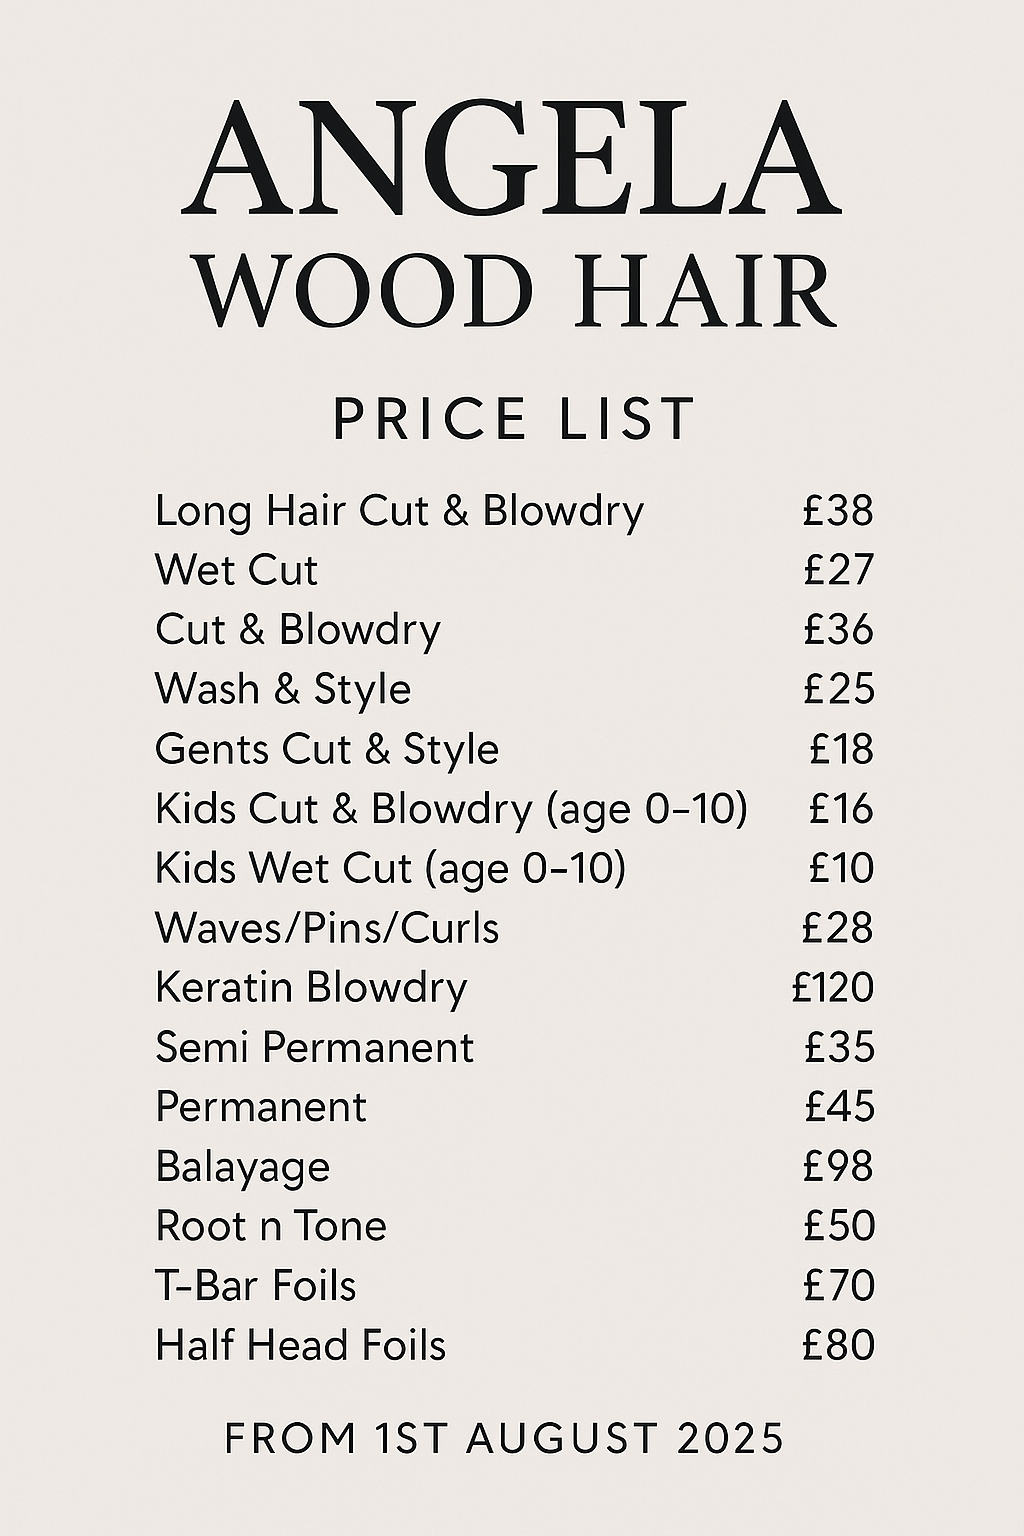 ANGELA
WOOD HAIR
PRICE LIST
Long Hair Cut & Blowdry £38
Wet Cut £27
Cut & Blowdry £36
Wash & Style £25
Gents Cut & Style £18
Kids Cut & Blowdry (age 0–10) £16
Kids Wet Cut (age 0–10) £10
Waves/Pins/Curls £28
Keratin Blowdry £120
Semi Permanent £35
Permanent £45
Balayage £98
Root n Tone £50
T-Bar Foils £70
Half Head Foils £80
FROM 1ST AUGUST 2025